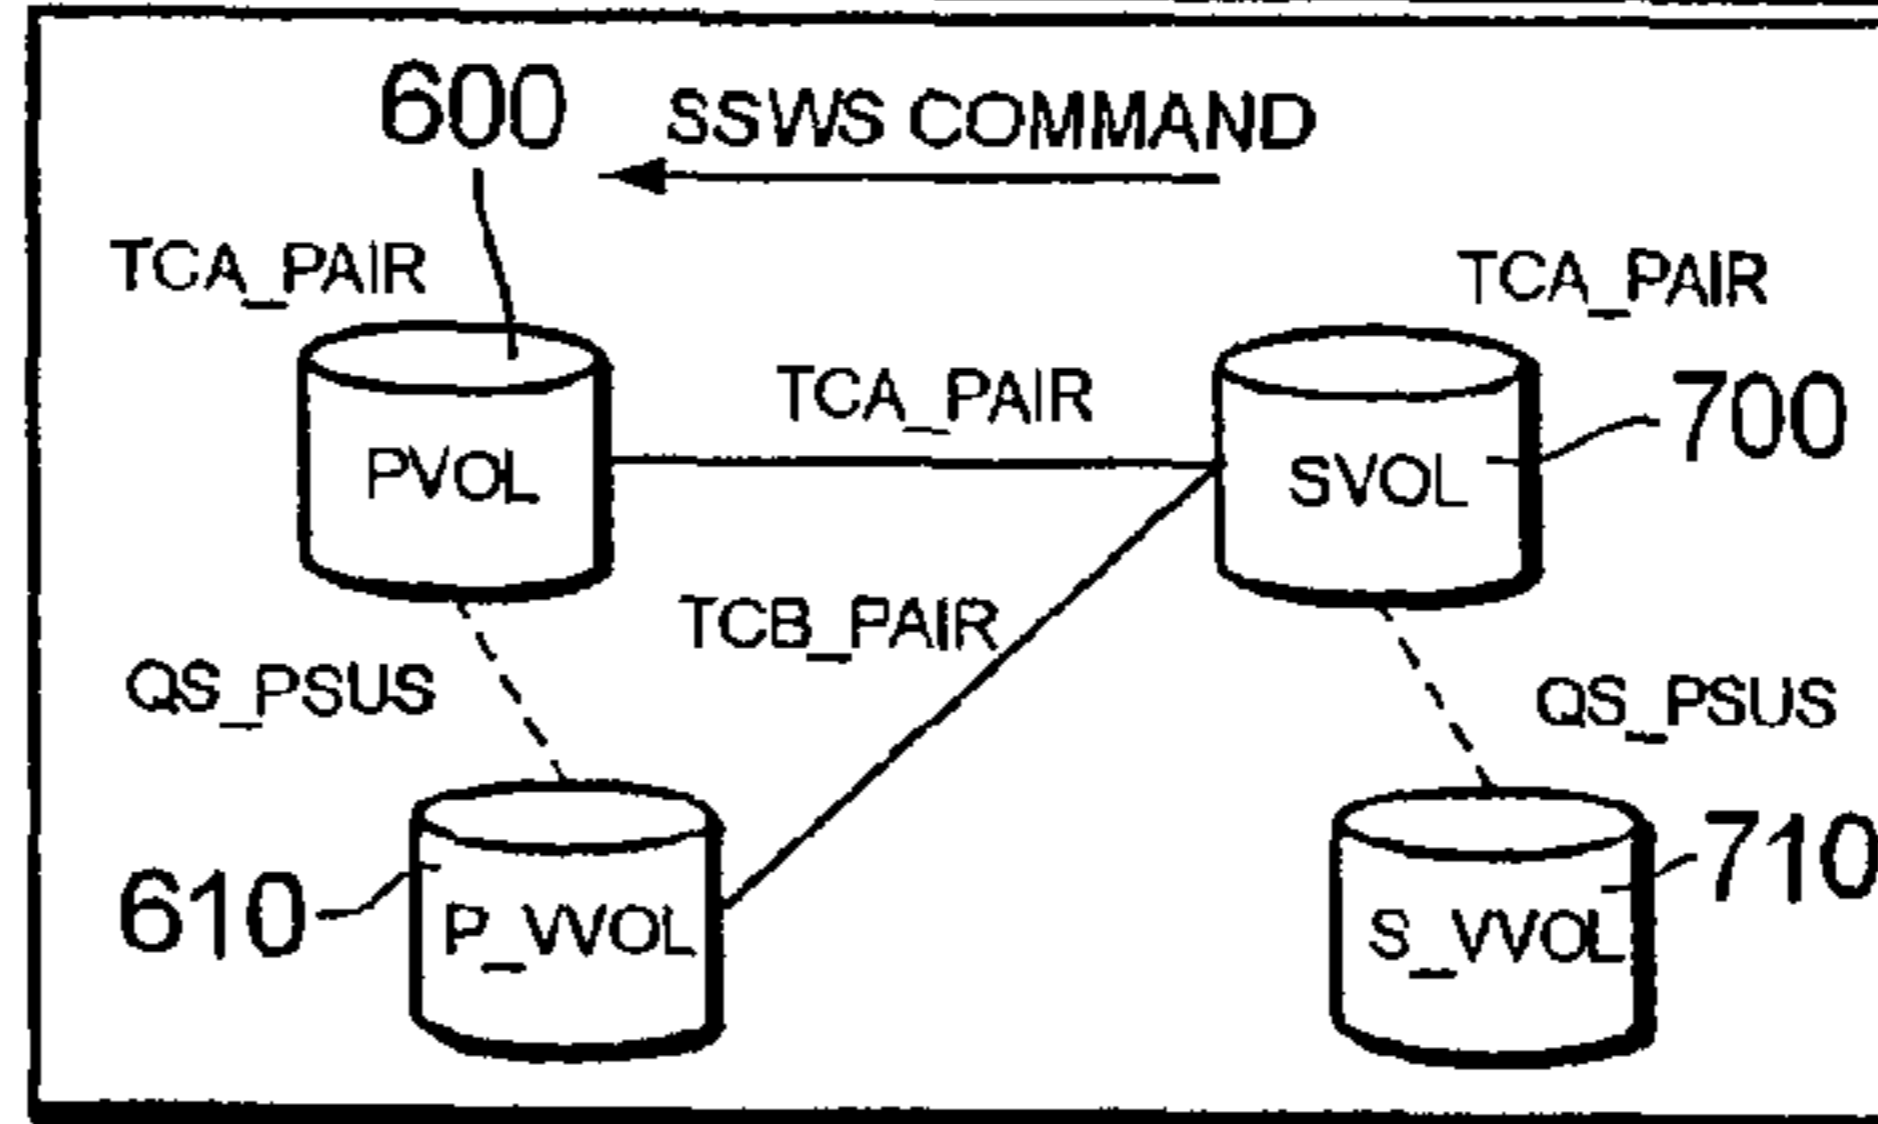 600
SSWS COMMAND
TCA_PAIR
TCA_PAIR
TCA_PAIR
700
PVOL
SVOL
TCB_PAIR
QS_PSUS
QS_PSUS
610
P_VVOL
S_VVOL
710